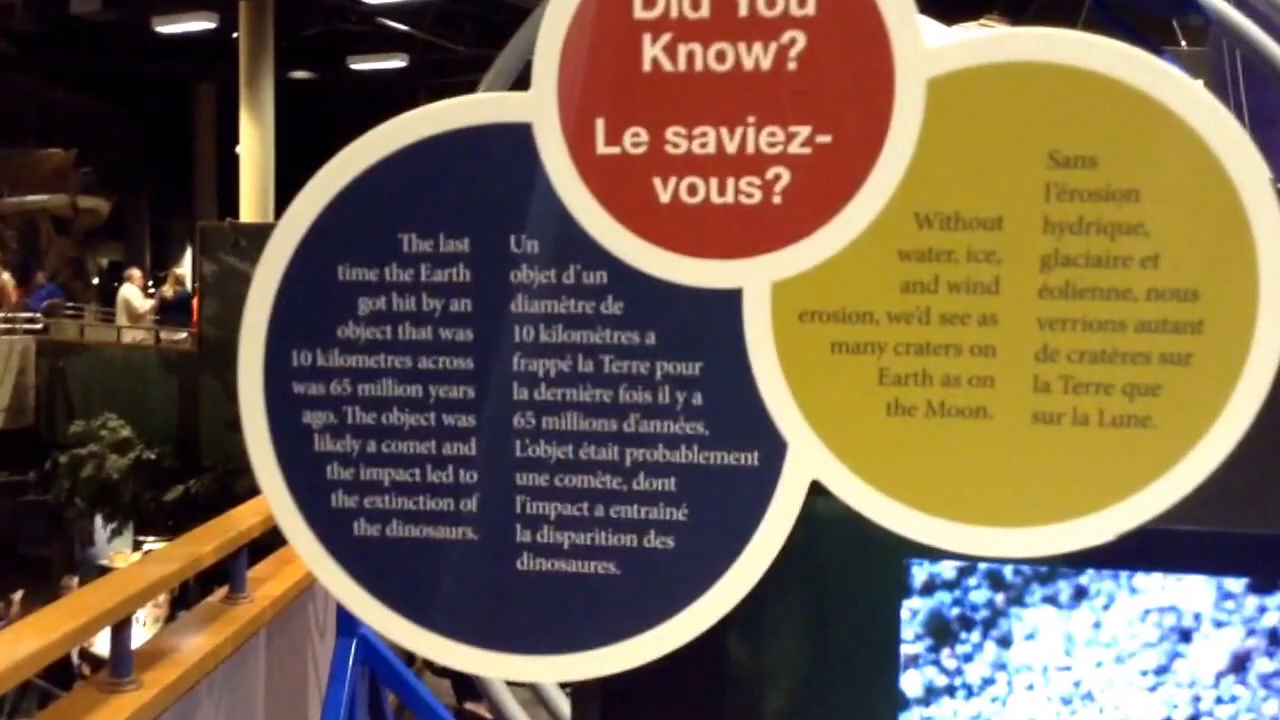 Did You
Know?
Le saviez-
vous?
The last
time the Earth
got hit by an
object that was
10 kilometres across
was 65 million years
ago. The object was
likely a comet and
the impact led to
the extinction of
the dinosaurs.
Un
objet d'un
diamètre de
10 kilomètres a
frappé la Terre pour
la dernière fois il y a
65 millions d'années.
L'objet était probablement
une comète, dont
l'impact a entraîné
la disparition des
dinosaures.
Without
water, ice,
and wind
erosion, we'd see as
many craters on
Earth as on
the Moon.
Sans
l'érosion
hydrique,
glaciaire et
éolienne, nous
verrions autant
de cratères sur
la Terre que
sur la Lune.